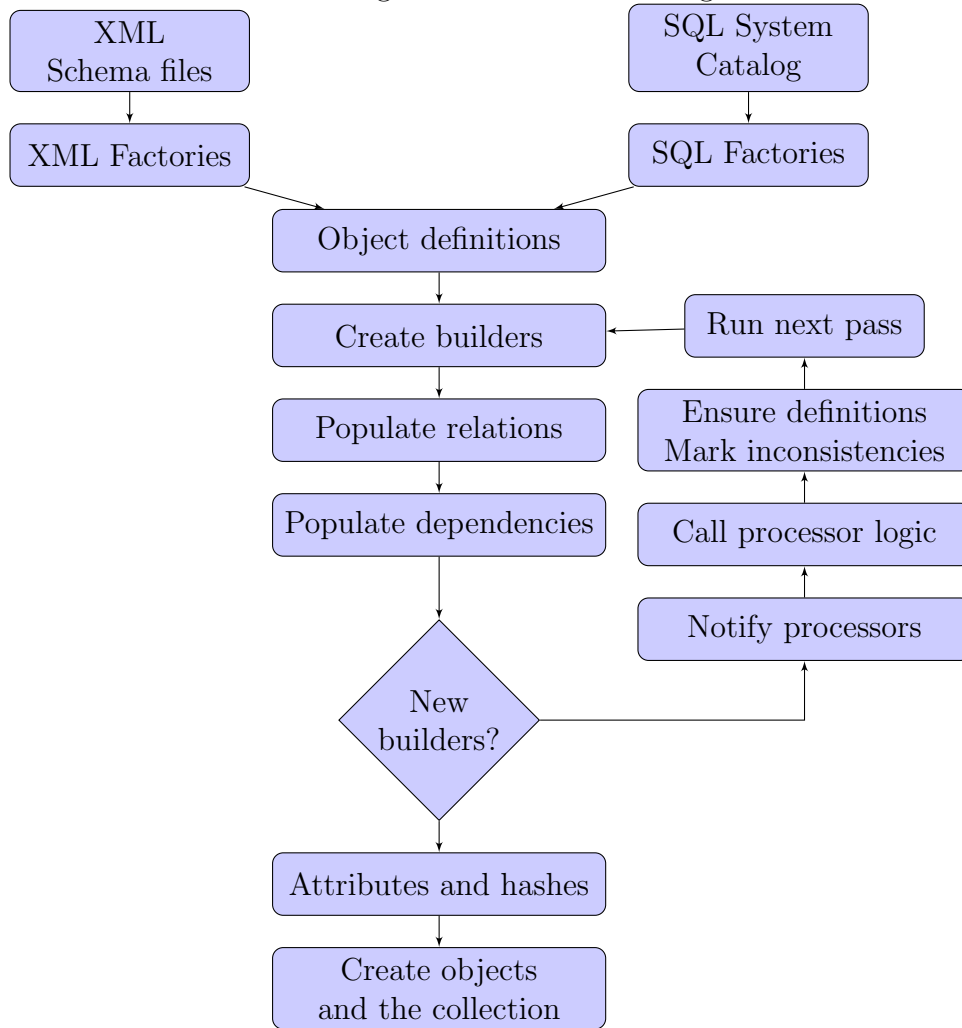 XML
Schema files
SQL System
Catalog
XML Factories
SQL Factories
Object definitions
Create builders
Run next pass
Populate relations
Ensure definitions
Mark inconsistencies
Populate dependencies
Call processor logic
Notify processors
New
builders?
Attributes and hashes
Create objects
and the collection